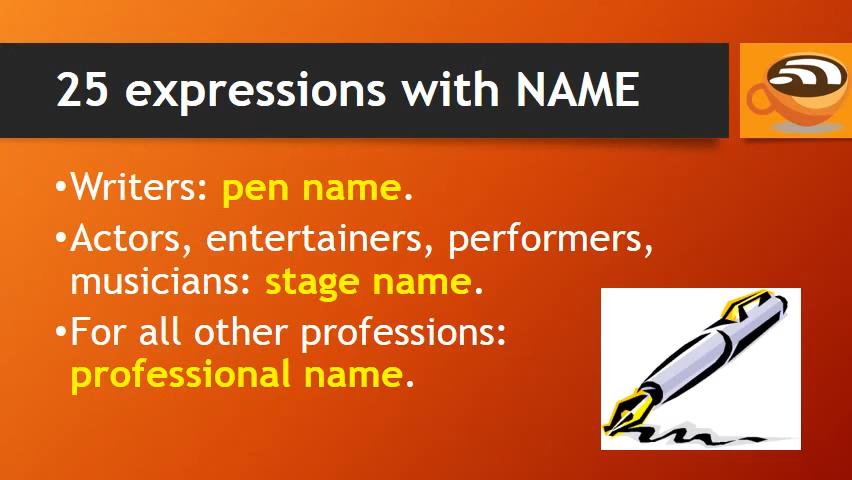 25 expressions with NAME
•Writers: pen name.
•Actors, entertainers, performers,
musicians: stage name.
•For all other professions:
professional name.